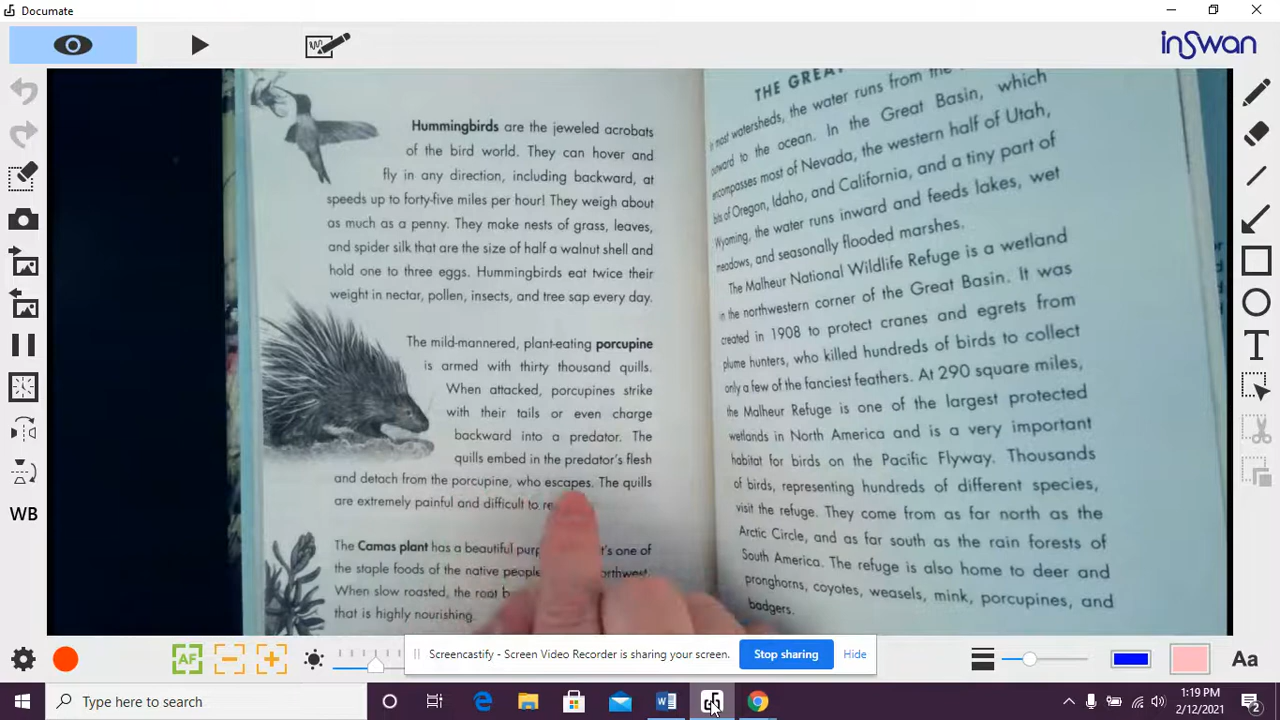 Documate
inSwan
Hummingbirds are the jeweled acrobats
of the bird world. They can hover and
fly in any direction, including backward, at
speeds up to forty-five miles per hour! They weigh about
as much as a penny. They make nests of grass, leaves,
and spider silk that are the size of half a walnut shell and
hold one to three eggs. Hummingbirds eat twice their
weight in nectar, pollen, insects, and tree sap every day.
The mild-mannered, plant-eating porcupine
is armed with thirty thousand quills.
When attacked, porcupines strike
with their tails or even charge
backward into a predator. The
quills embed in the predator's flesh
and detach from the porcupine, who escapes. The quills
are extremely painful and difficult to
The Camas plant has a beautiful one of
the staple foods of the native
When slow roasted, the root
that is highly nourishing.
THE GREAT
most watersheds, the water runs from the
to the ocean. In the Great Basin, which
encompasses most of Nevada, the western half of Utah,
bits of Oregon, Idaho, and California, and a tiny part of
Wyoming, the water runs inward and feeds lakes, wet
meadows, and seasonally flooded marshes.
The Malheur National Wildlife Refuge is a wetland
in the northwestern corner of the Great Basin. It was
created in 1908 to protect cranes and egrets from
plume hunters, who killed hundreds of birds to collect
only a few of the fanciest feathers. At 290 square miles,
the Malheur Refuge is one of the largest protected
wetlands in North America and is a very important
habitat for birds on the Pacific Flyway. Thousands
of birds, representing hundreds of different species,
visit the refuge. They come from as far north as the
Arctic Circle, and as far south as the rain forests of
South America. The refuge is also home to deer and
pronghorns, coyotes, weasels, mink, porcupines, and
badgers.
T
WB
AF
Screencastify - Screen Video Recorder is sharing your screen.
Stop sharing
Hide
Aa
Type here to search
W
1:19 PM
2/12/2021
2